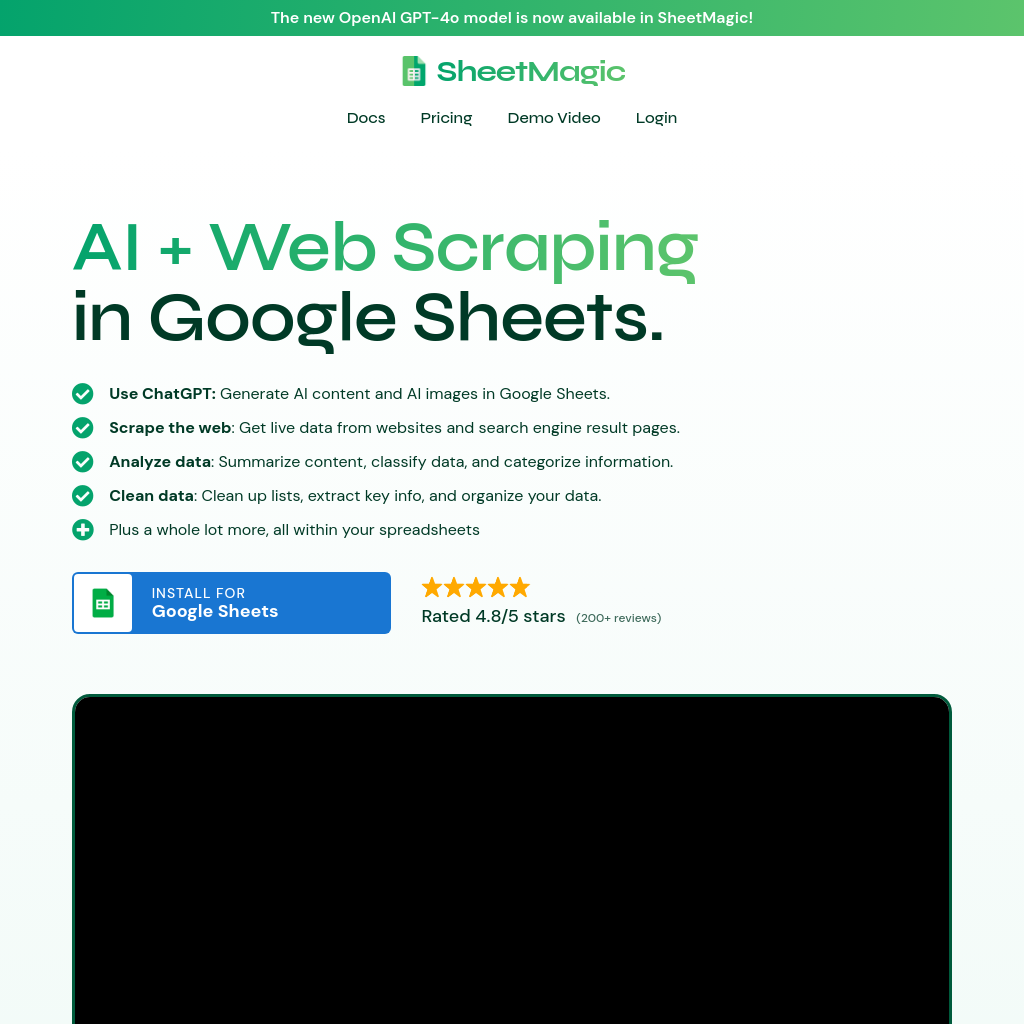 The new OpenAI GPT-4o model is now available in SheetMagic!
SheetMagic
Docs Pricing Demo Video Login
AI + Web Scraping
in Google Sheets.
Use ChatGPT: Generate AI content and AI images in Google Sheets.
Scrape the web: Get live data from websites and search engine result pages.
Analyze data: Summarize content, classify data, and categorize information.
Clean data: Clean up lists, extract key info, and organize your data.
Plus a whole lot more, all within your spreadsheets
INSTALL FOR
Google Sheets
Rated 4.8/5 stars (200+ reviews)